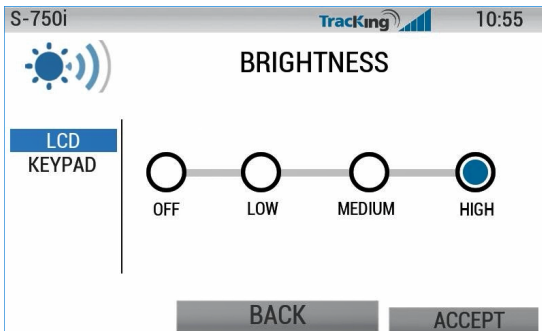 S-750i TracKing 10:55
BRIGHTNESS
LCD
KEYPAD
OFF LOW MEDIUM HIGH
BACK ACCEPT